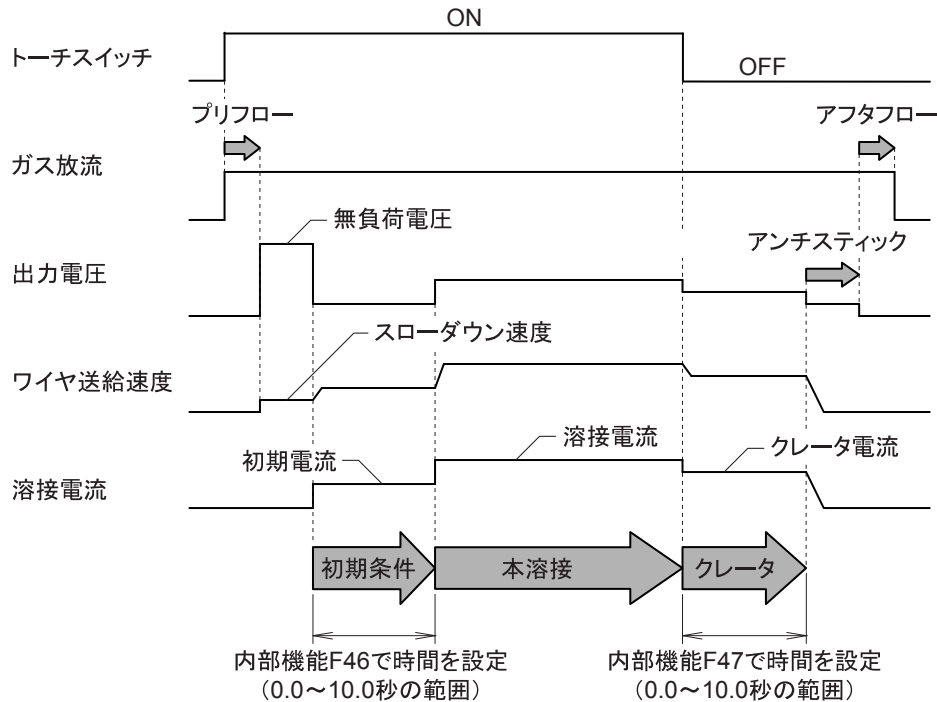 ON
トーチスイッチ
OFF
プリフロー
アフタフロー
ガス放流
無負荷電圧
アンチスティック
出力電圧
スローダウン速度
ワイヤ送給速度
溶接電流
初期電流
クレータ電流
溶接電流
初期条件
本溶接
クレータ
内部機能F46で時間を設定
（0.0～10.0秒の範囲）
内部機能F47で時間を設定
（0.0～10.0秒の範囲）